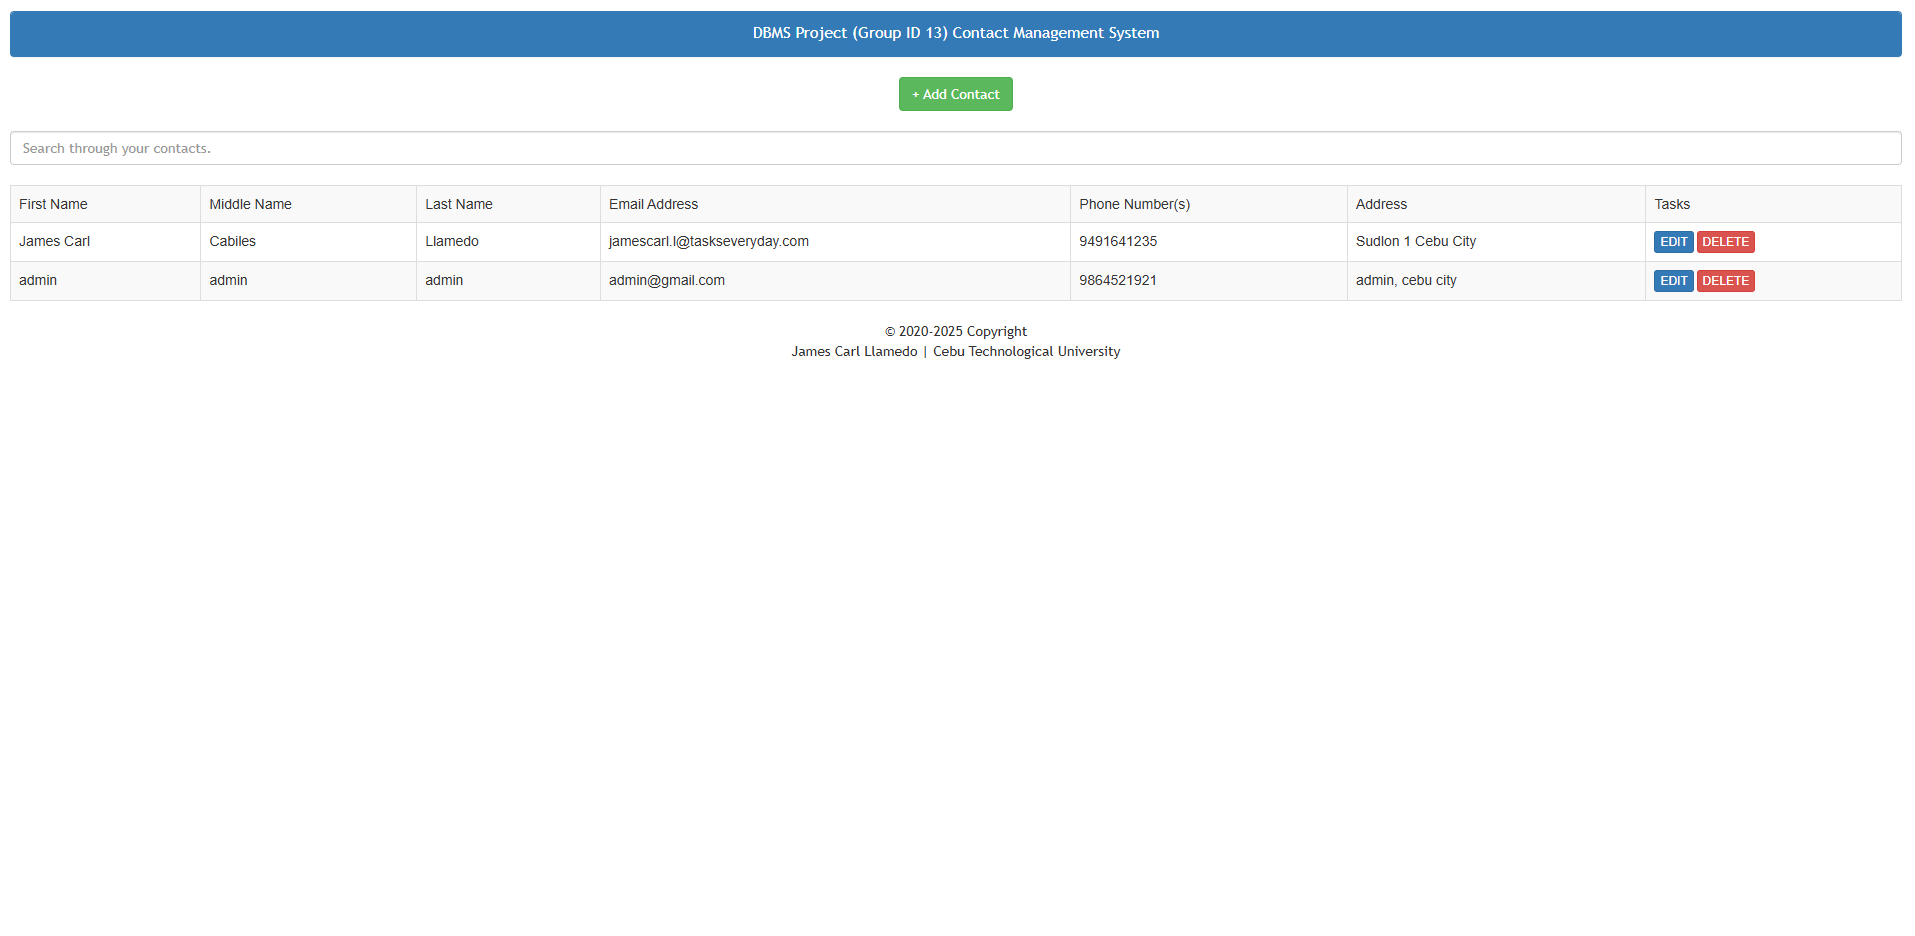 DBMS Project (Group ID 13) Contact Management System
+ Add Contact
Search through your contacts.
First Name Middle Name Last Name Email Address Phone Number(s) Address Tasks
James Carl Cabiles Llamedo jamescarl.l@taskseveryday.com 9491641235 Sudlon 1 Cebu City EDIT DELETE
admin admin admin admin@gmail.com 9864521921 admin, cebu city EDIT DELETE
© 2020-2025 Copyright
James Carl Llamedo | Cebu Technological University